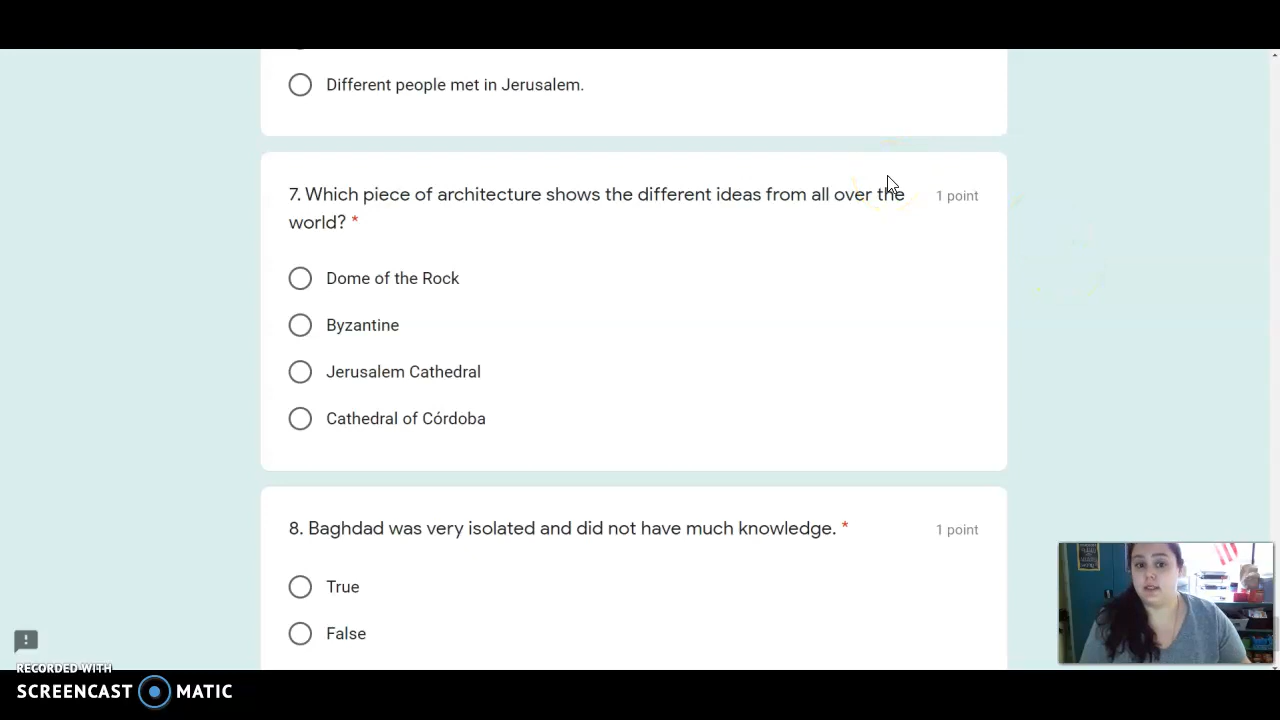 Different people met in Jerusalem.
7. Which piece of architecture shows the different ideas from all over the
world? *
1 point
Dome of the Rock
Byzantine
Jerusalem Cathedral
Cathedral of Córdoba
8. Baghdad was very isolated and did not have much knowledge. *
1 point
True
False
RECORDED WITH
SCREENCAST MATIC